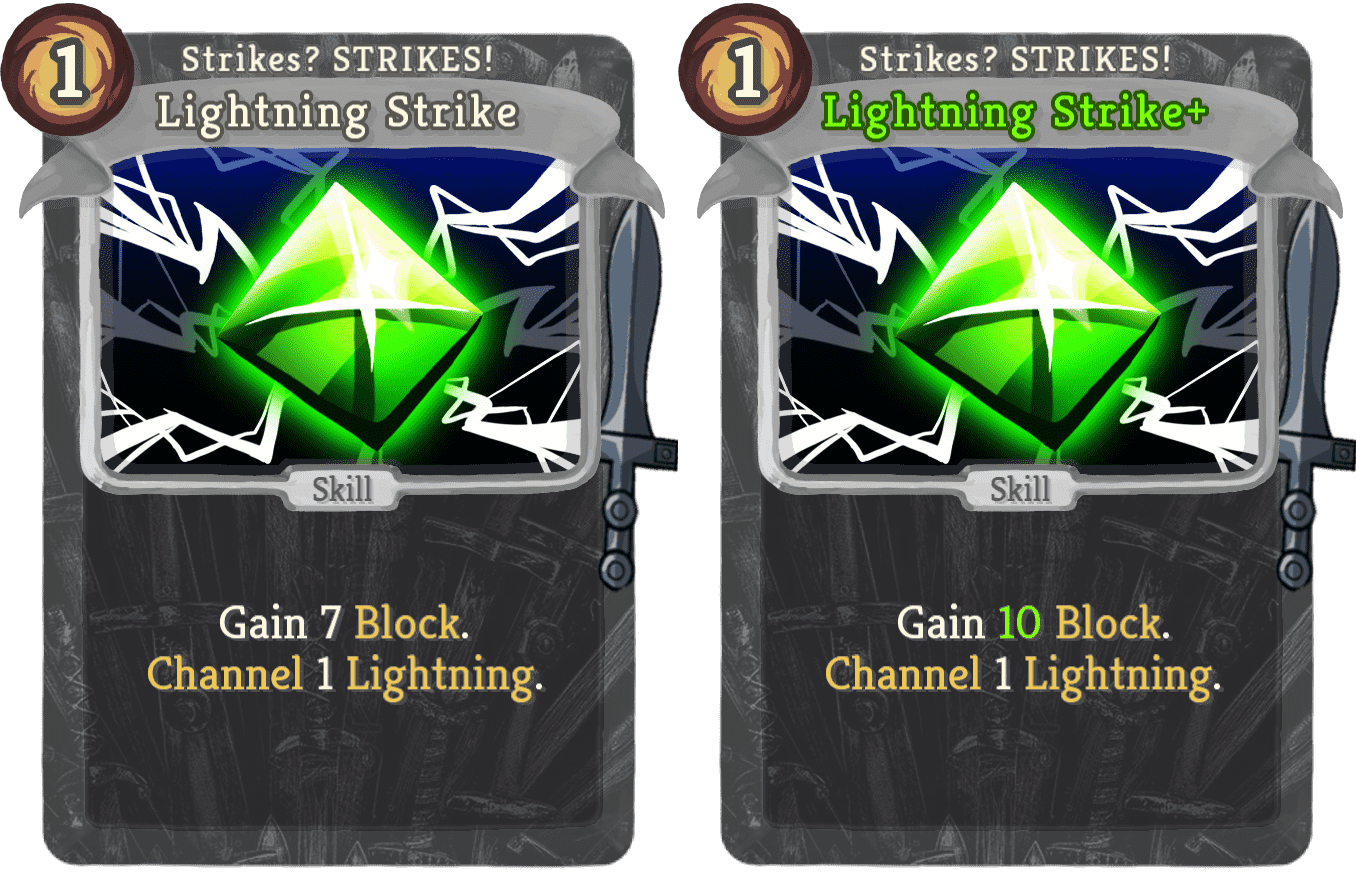 1
Strikes? STRIKES!
Lightning Strike
Skill
Gain 7 Block.
Channel 1 Lightning.
1
Strikes? STRIKES!
Lightning Strike+
Skill
Gain 10 Block.
Channel 1 Lightning.